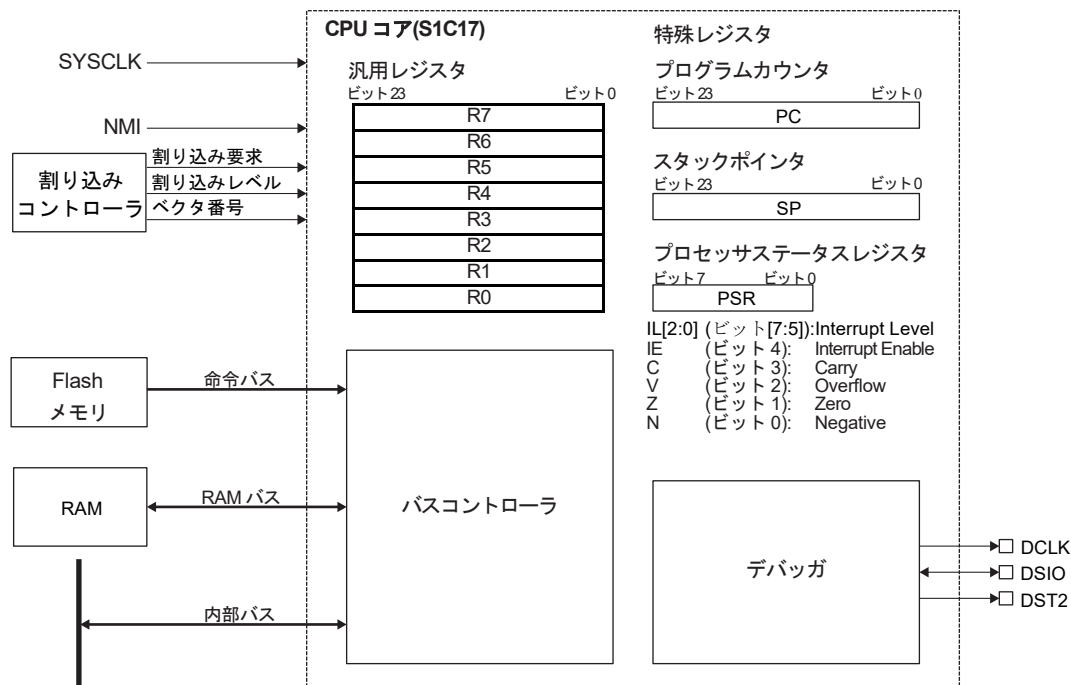 CPU コア(S1C17)
SYSCLK
NMI
割り込み
コントローラ
割り込み要求
割り込みレベル
ベクタ番号
汎用レジスタ
ビット23 ビット0
R7
R6
R5
R4
R3
R2
R1
R0
特殊レジスタ
プログラムカウンタ
ビット23 ビット0
PC
スタックポインタ
ビット23 ビット0
SP
プロセッサステータスレジスタ
ビット7 ビット0
PSR
IL[2:0] (ビット[7:5]):Interrupt Level
IE (ビット 4): Interrupt Enable
C (ビット 3): Carry
V (ビット 2): Overflow
Z (ビット 1): Zero
N (ビット 0): Negative
Flash
メモリ
命令バス
RAM
RAM バス
内部バス
バスコントローラ
デバッガ
DCLK
DSIO
DST2